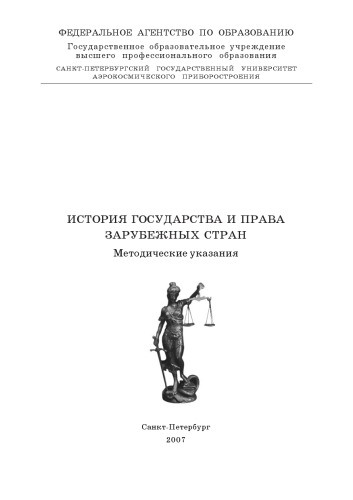 ФЕДЕРАЛЬНОЕ АГЕНТСТВО ПО ОБРАЗОВАНИЮ
Государственное образовательное учреждение
высшего профессионального образования
САНКТ-ПЕТЕРБУРГСКИЙ ГОСУДАРСТВЕННЫЙ УНИВЕРСИТЕТ
АЭРОКОСМИЧЕСКОГО ПРИБОРОСТРОЕНИЯ
ИСТОРИЯ ГОСУДАРСТВА И ПРАВА
ЗАРУБЕЖНЫХ СТРАН
Методические указания
Санкт-Петербург
2007